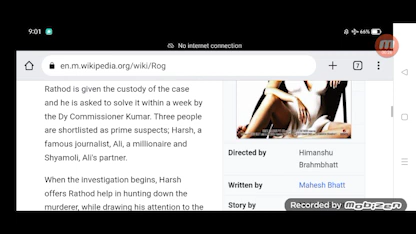 9:01
66%
No internet connection
en.m.wikipedia.org/wiki/Rog
7
Rathod is given the custody of the case
and he is asked to solve it within a week by
the Dy Commissioner Kumar. Three people
are shortlisted as prime suspects; Harsh, a
famous journalist, Ali, a millionaire and
Shyamoli, Ali's partner.
When the investigation begins, Harsh
offers Rathod help in hunting down the
murderer, while drawing his attention to the
Directed by
Himanshu
Brahmbhatt
Written by
Mahesh Bhatt
Story by
Recorded by mobizen